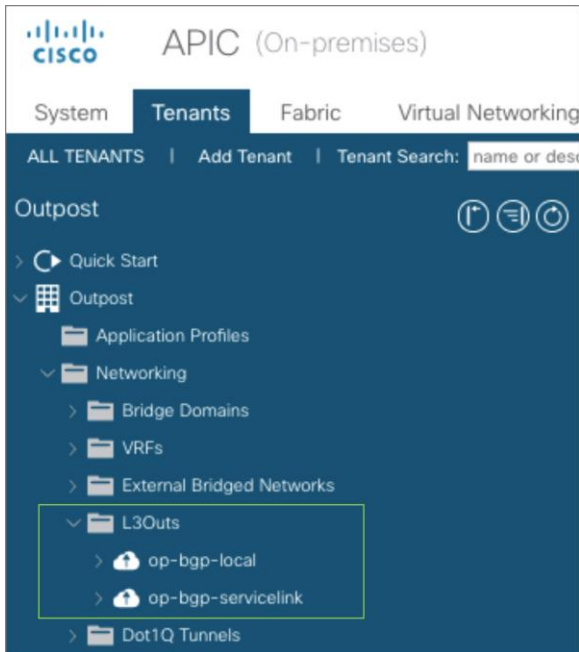 CISCO APIC (On-premises)
System Tenants Fabric Virtual Networking
ALL TENANTS | Add Tenant | Tenant Search: name or desc
Outpost
Quick Start
Outpost
Application Profiles
Networking
Bridge Domains
VRFs
External Bridged Networks
L3Outs
op-bgp-local
op-bgp-servicelink
Dot1Q Tunnels